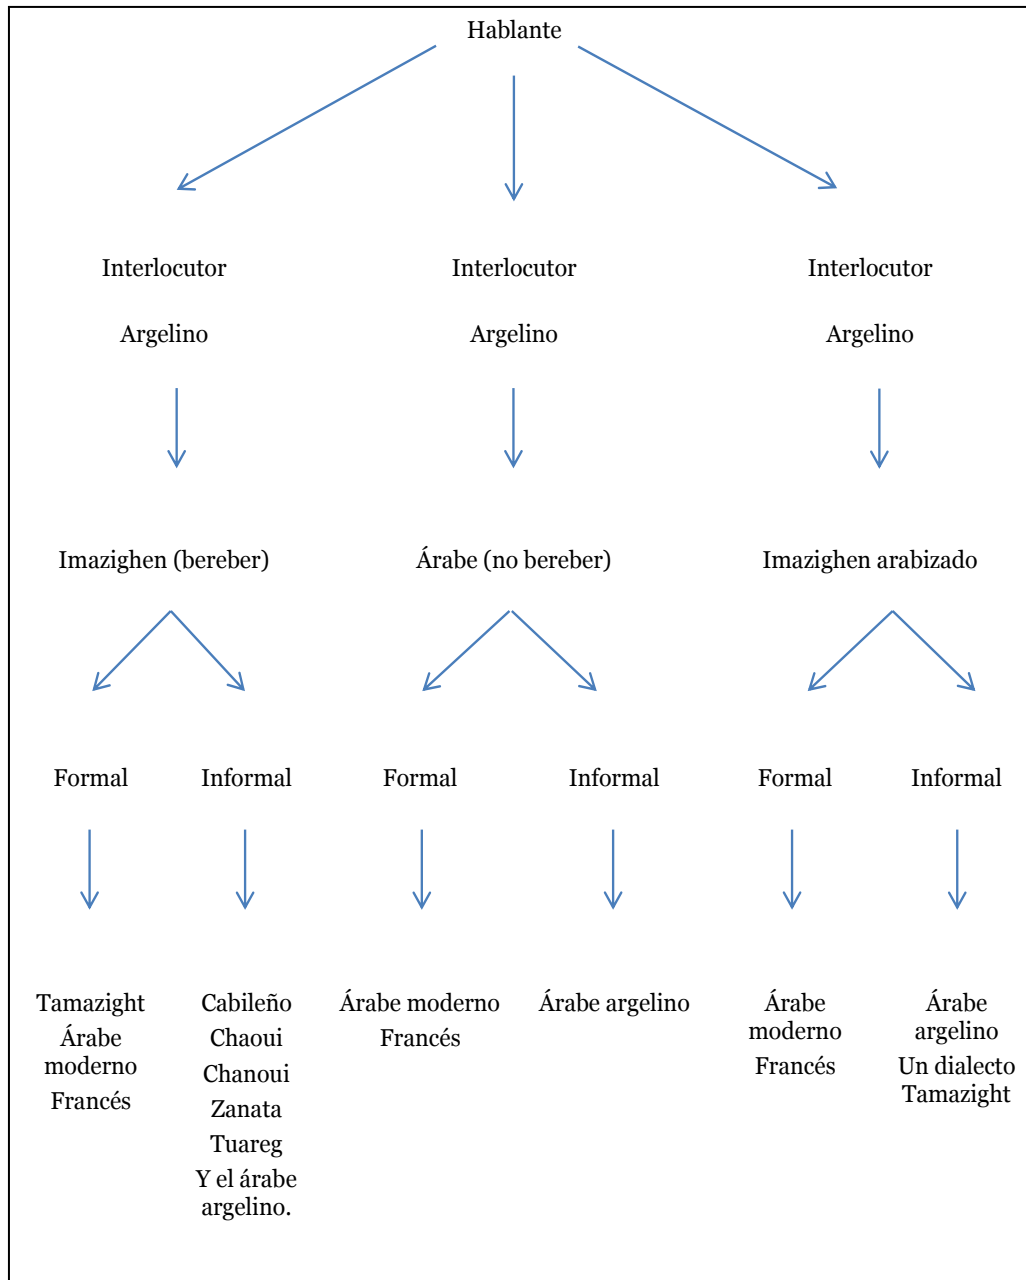 Hablante
Interlocutor
Interlocutor
Interlocutor
Argelino
Argelino
Argelino
Imazighen (bereber)
Árabe (no bereber)
Imazighen arabizado
Formal
Informal
Formal
Informal
Formal
Informal
Tamazight
Árabe
moderno
Francés
Cabileño
Chaoui
Chanoui
Zanata
Tuareg
Y el árabe
argelino.
Árabe moderno
Francés
Árabe argelino
Árabe
moderno
Francés
Árabe
argelino
Un dialecto
Tamazight